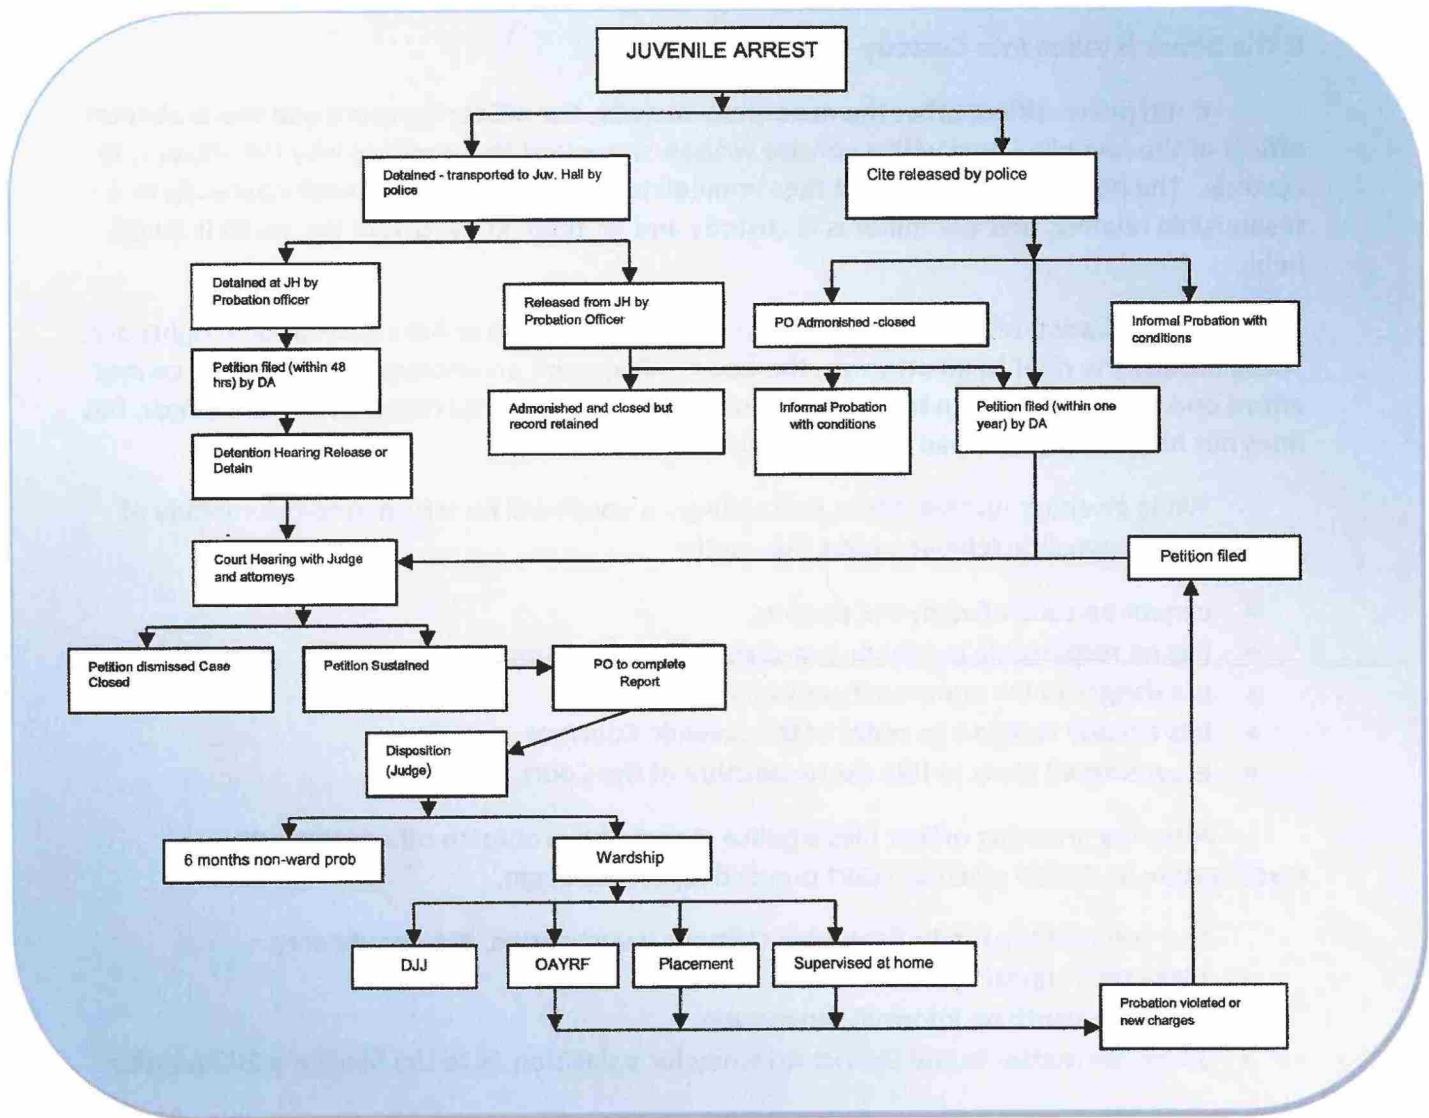 JUVENILE ARREST
Detained - transported to Juv. Hall by
police
Cite released by police
Detained at JH by
Probation officer
Released from JH by
Probation Officer
PO Admonished -closed
Informal Probation with
conditions
Petition filed (within 48
hrs) by DA
Admonished and closed but
record retained
Informal Probation
with conditions
Petition filed (within one
year) by DA
Detention Hearing Release or
Detain
Court Hearing with Judge
and attorneys
Petition filed
Petition dismissed Case
Closed
Petition Sustained
PO to complete
Report
Disposition
(Judge)
6 months non-ward prob
Wardship
DJJ
OAYRF
Placement
Supervised at home
Probation violated or
new charges